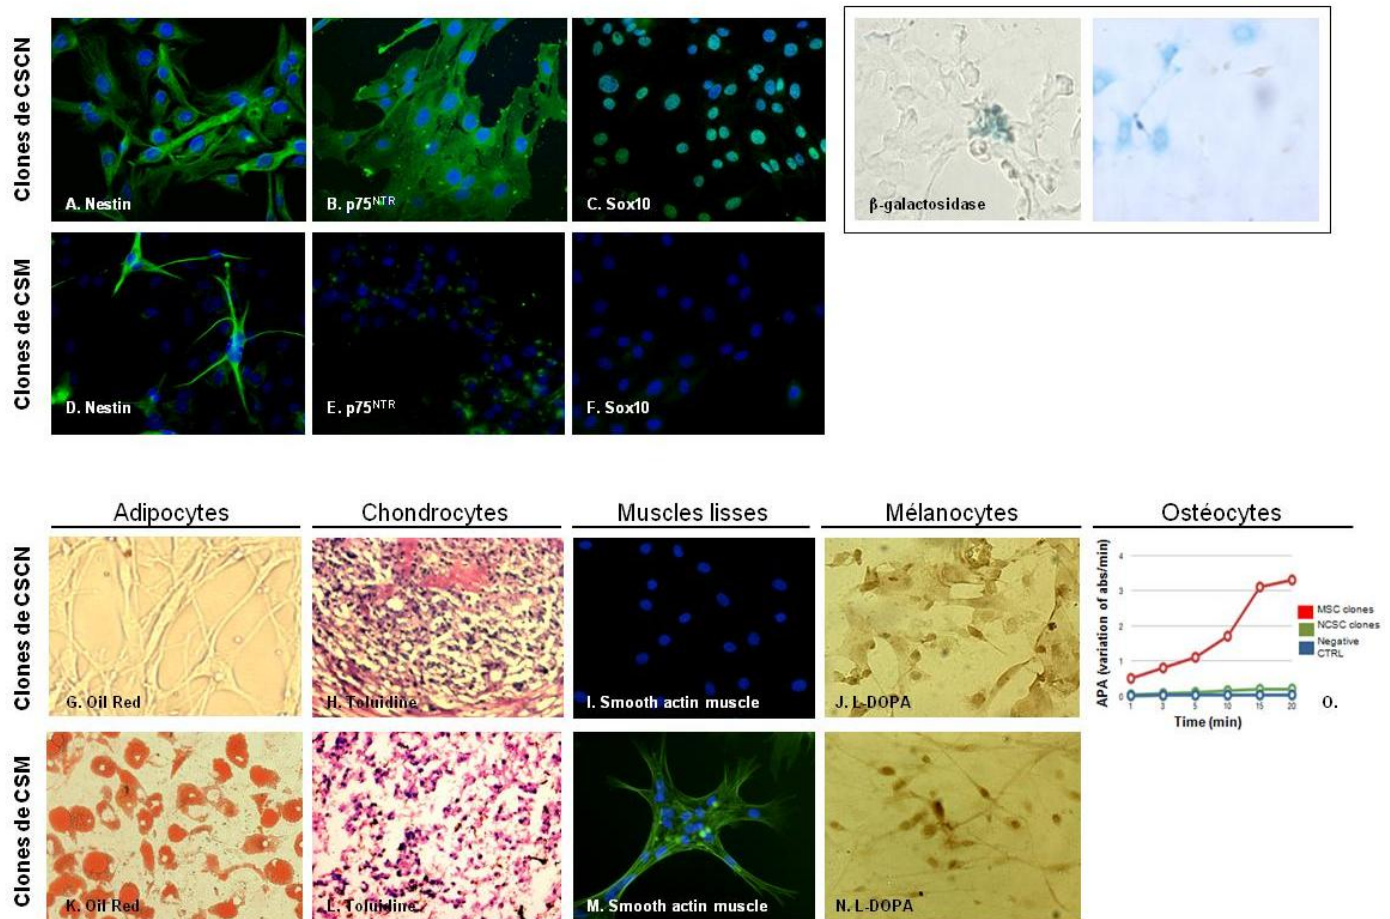 Clones de CSCN
A. Nestin
B. p75NTR
C. Sox10
β-galactosidase
Clones de CSM
D. Nestin
E. p75NTR
F. Sox10
Adipocytes
Chondrocytes
Muscles lisses
Mélanocytes
Ostéocytes
Clones de CSCN
G. Oil Red
H. Toluidine
I. Smooth actin muscle
J. L-DOPA
APA (variation of abs/min)
4
3
2
1
0
1 3 5 10 15 20
Time (min)
MSC clones
NCSC clones
Negative
CTRL
O.
Clones de CSM
K. Oil Red
L. Toluidine
M. Smooth actin muscle
N. L-DOPA